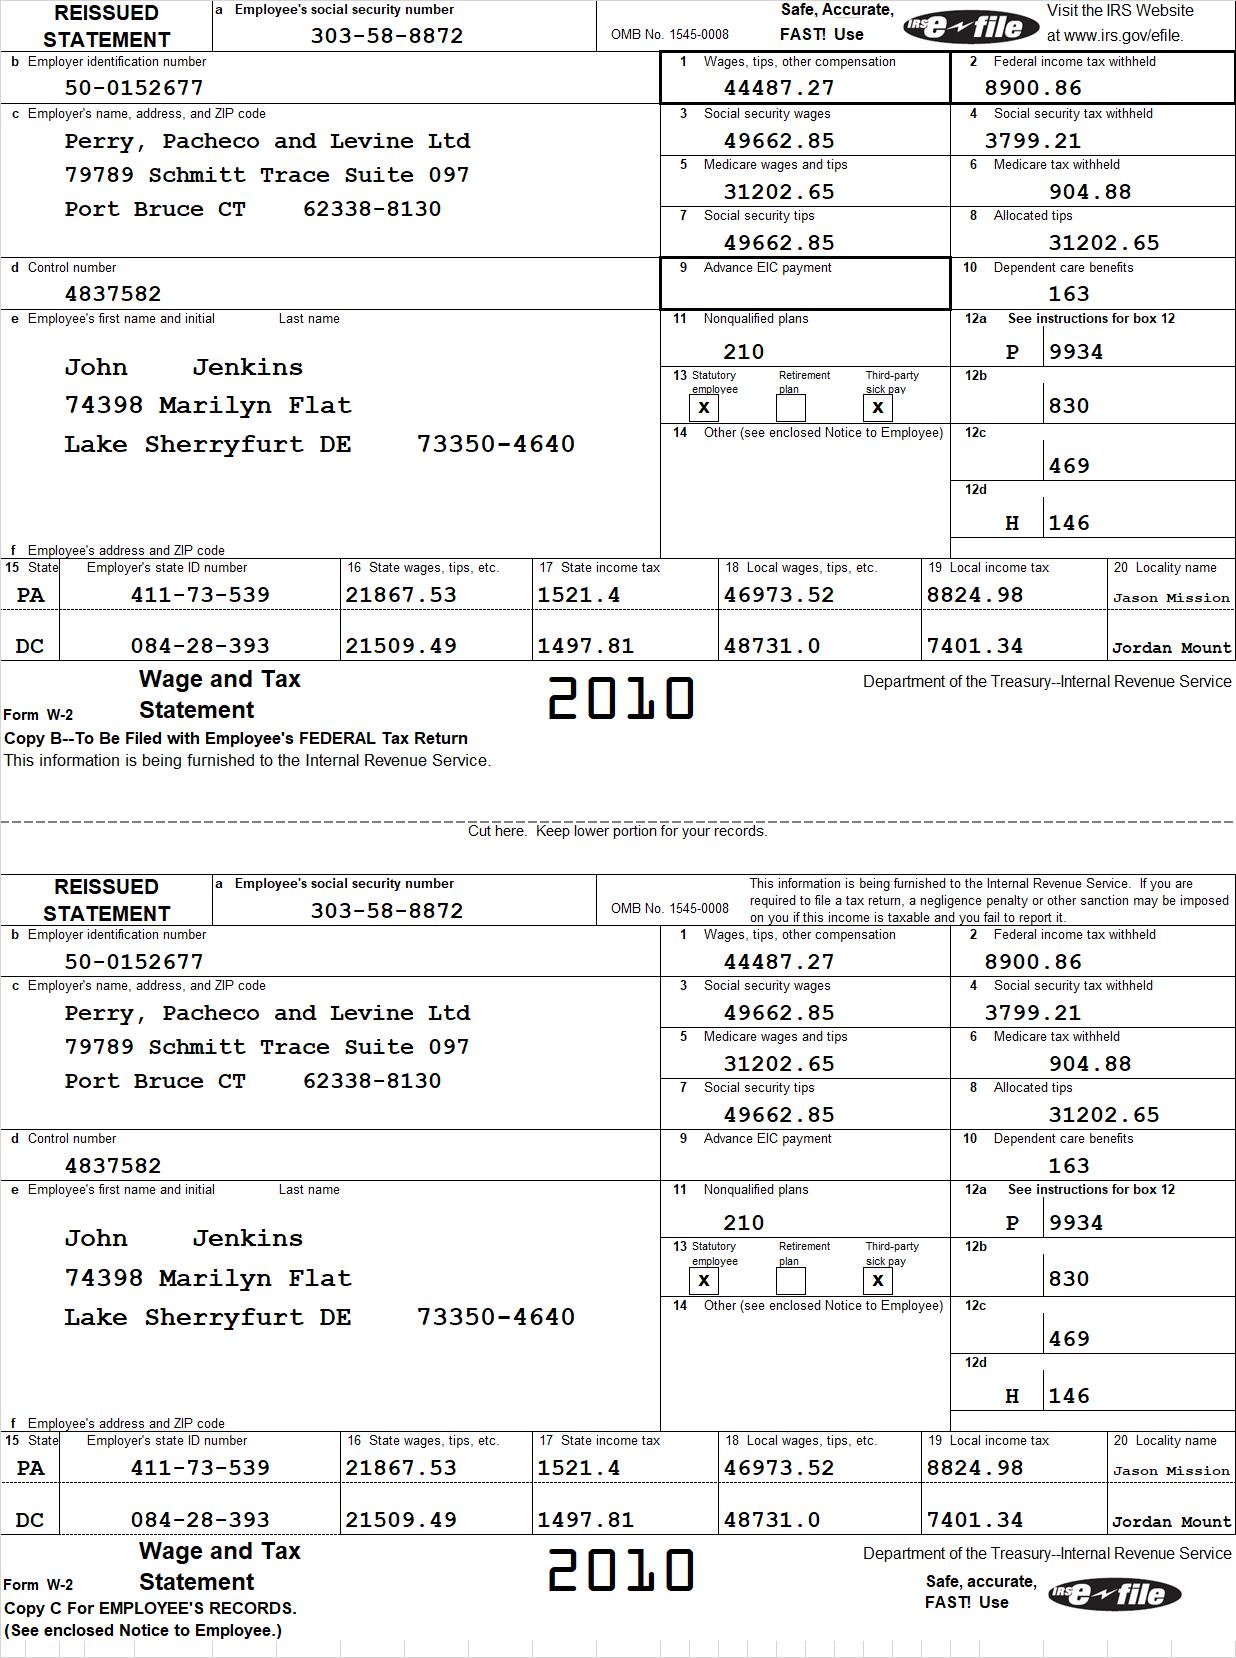 REISSUED STATEMENT
a Employee's social security number
303-58-8872
OMB No. 1545-0008
Safe, Accurate,
FAST! Use
IRS e-file
Visit the IRS Website
at www.irs.gov/efile.
b Employer identification number
50-0152677
1 Wages, tips, other compensation
44487.27
2 Federal income tax withheld
8900.86
c Employer's name, address, and ZIP code
Perry, Pacheco and Levine Ltd
79789 Schmitt Trace Suite 097
Port Bruce CT 62338-8130
3 Social security wages
49662.85
4 Social security tax withheld
3799.21
5 Medicare wages and tips
31202.65
6 Medicare tax withheld
904.88
7 Social security tips
49662.85
8 Allocated tips
31202.65
d Control number
4837582
9 Advance EIC payment
10 Dependent care benefits
163
e Employee's first name and initial Last name
John Jenkins
74398 Marilyn Flat
Lake Sherryfurt DE 73350-4640
11 Nonqualified plans
210
12a See instructions for box 12
P 9934
13 Statutory employee
X
Retirement plan
Third-party sick pay
X
12b
830
14 Other (see enclosed Notice to Employee)
12c
469
12d
H 146
f Employee's address and ZIP code
15 State Employer's state ID number 16 State wages, tips, etc. 17 State income tax 18 Local wages, tips, etc. 19 Local income tax 20 Locality name
PA 411-73-539 21867.53 1521.4 46973.52 8824.98 Jason Mission
DC 084-28-393 21509.49 1497.81 48731.0 7401.34 Jordan Mount
Form W-2
Wage and Tax
Statement
2010
Department of the Treasury--Internal Revenue Service
Copy B--To Be Filed with Employee's FEDERAL Tax Return
This information is being furnished to the Internal Revenue Service.
Cut here. Keep lower portion for your records.
REISSUED STATEMENT
a Employee's social security number
303-58-8872
OMB No. 1545-0008
This information is being furnished to the Internal Revenue Service. If you are
required to file a tax return, a negligence penalty or other sanction may be imposed
on you if this income is taxable and you fail to report it.
b Employer identification number
50-0152677
1 Wages, tips, other compensation
44487.27
2 Federal income tax withheld
8900.86
c Employer's name, address, and ZIP code
Perry, Pacheco and Levine Ltd
79789 Schmitt Trace Suite 097
Port Bruce CT 62338-8130
3 Social security wages
49662.85
4 Social security tax withheld
3799.21
5 Medicare wages and tips
31202.65
6 Medicare tax withheld
904.88
7 Social security tips
49662.85
8 Allocated tips
31202.65
d Control number
4837582
9 Advance EIC payment
10 Dependent care benefits
163
e Employee's first name and initial Last name
John Jenkins
74398 Marilyn Flat
Lake Sherryfurt DE 73350-4640
11 Nonqualified plans
210
12a See instructions for box 12
P 9934
13 Statutory employee
X
Retirement plan
Third-party sick pay
X
12b
830
14 Other (see enclosed Notice to Employee)
12c
469
12d
H 146
f Employee's address and ZIP code
15 State Employer's state ID number 16 State wages, tips, etc. 17 State income tax 18 Local wages, tips, etc. 19 Local income tax 20 Locality name
PA 411-73-539 21867.53 1521.4 46973.52 8824.98 Jason Mission
DC 084-28-393 21509.49 1497.81 48731.0 7401.34 Jordan Mount
Form W-2
Wage and Tax
Statement
2010
Department of the Treasury--Internal Revenue Service
Safe, accurate,
FAST! Use
IRS e-file
Copy C For EMPLOYEE'S RECORDS.
(See enclosed Notice to Employee.)